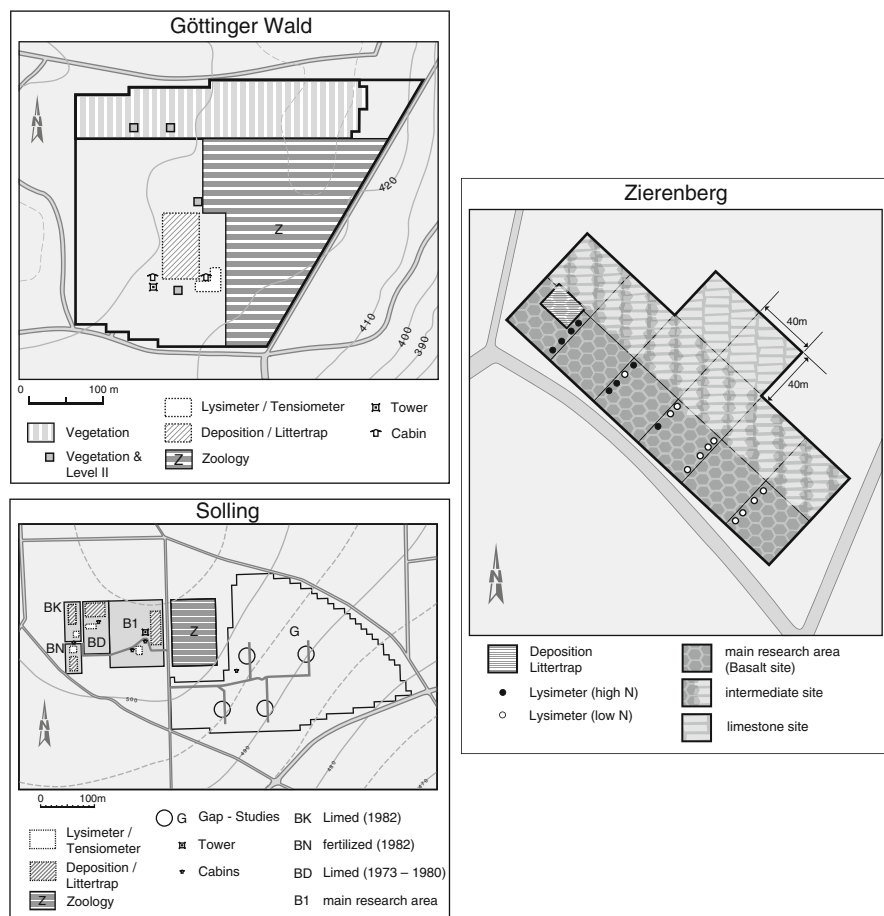 Göttinger Wald
N
Z
420
410
400
390
0 100 m
Lysimeter / Tensiometer
Tower
Vegetation
Deposition / Littertrap
Cabin
Vegetation &
Level II
Z Zoology
Solling
BK
BN
BD
B1
Z
G
500
490
480
470
N
0 100m
Lysimeter /
Tensiometer
Deposition /
Littertrap
Z Zoology
G Gap - Studies
Tower
Cabins
BK Limed (1982)
BN fertilized (1982)
BD Limed (1973 – 1980)
B1 main research area
Zierenberg
40m
40m
N
Deposition
Littertrap
Lysimeter (high N)
Lysimeter (low N)
main research area
(Basalt site)
intermediate site
limestone site